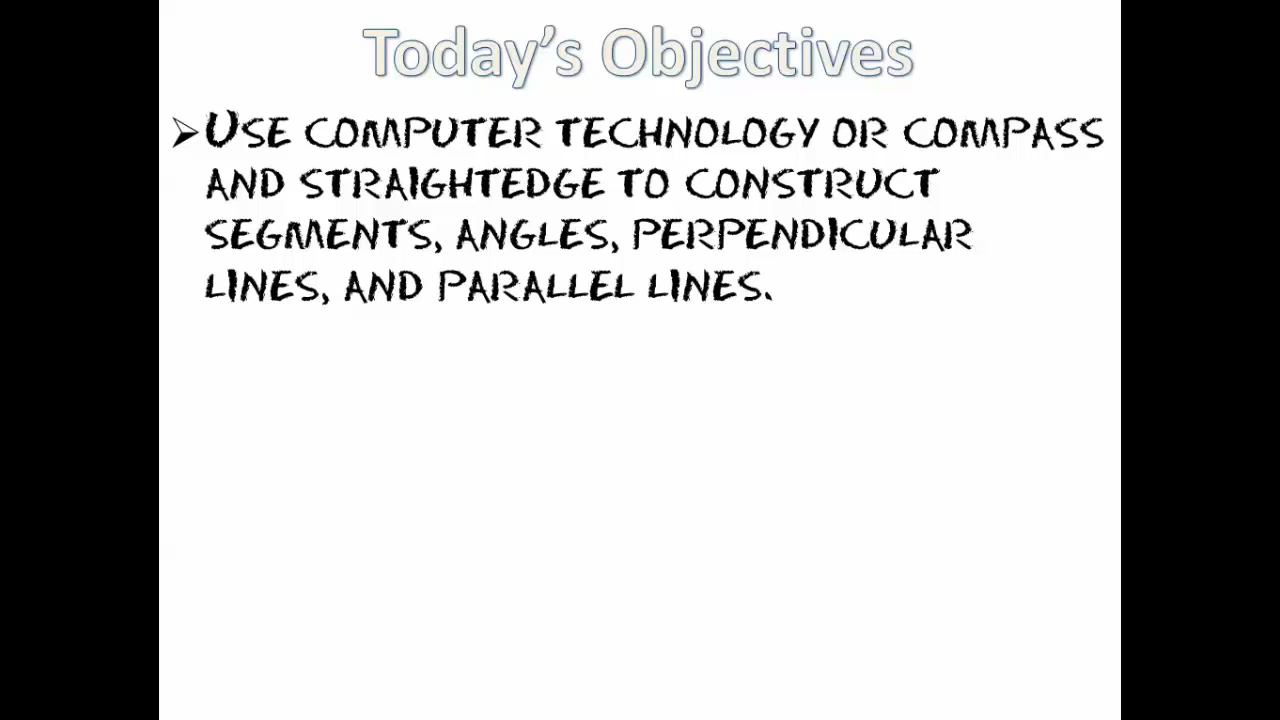 Today's Objectives
➢Use computer technology or compass
and straightedge to construct
segments, angles, perpendicular
lines, and parallel lines.